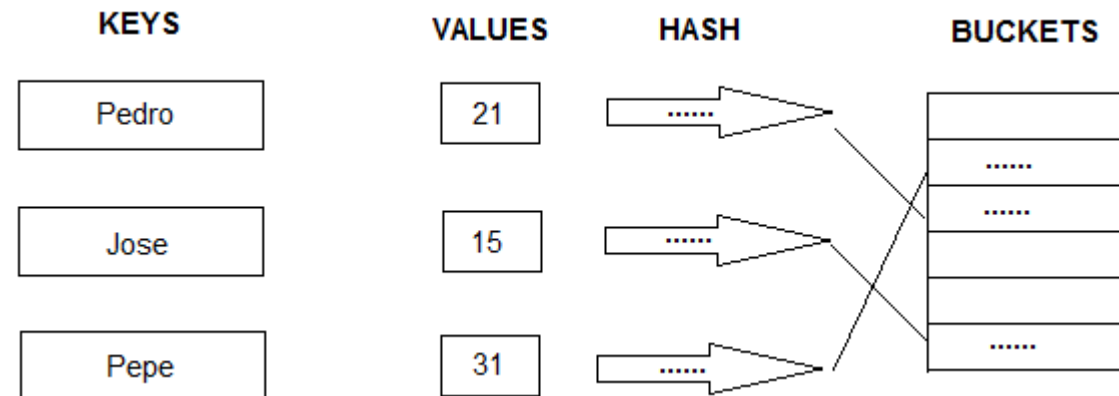 KEYS VALUES HASH BUCKETS
Pedro 21 ......
......
......
Jose 15 ......
......
Pepe 31 ......